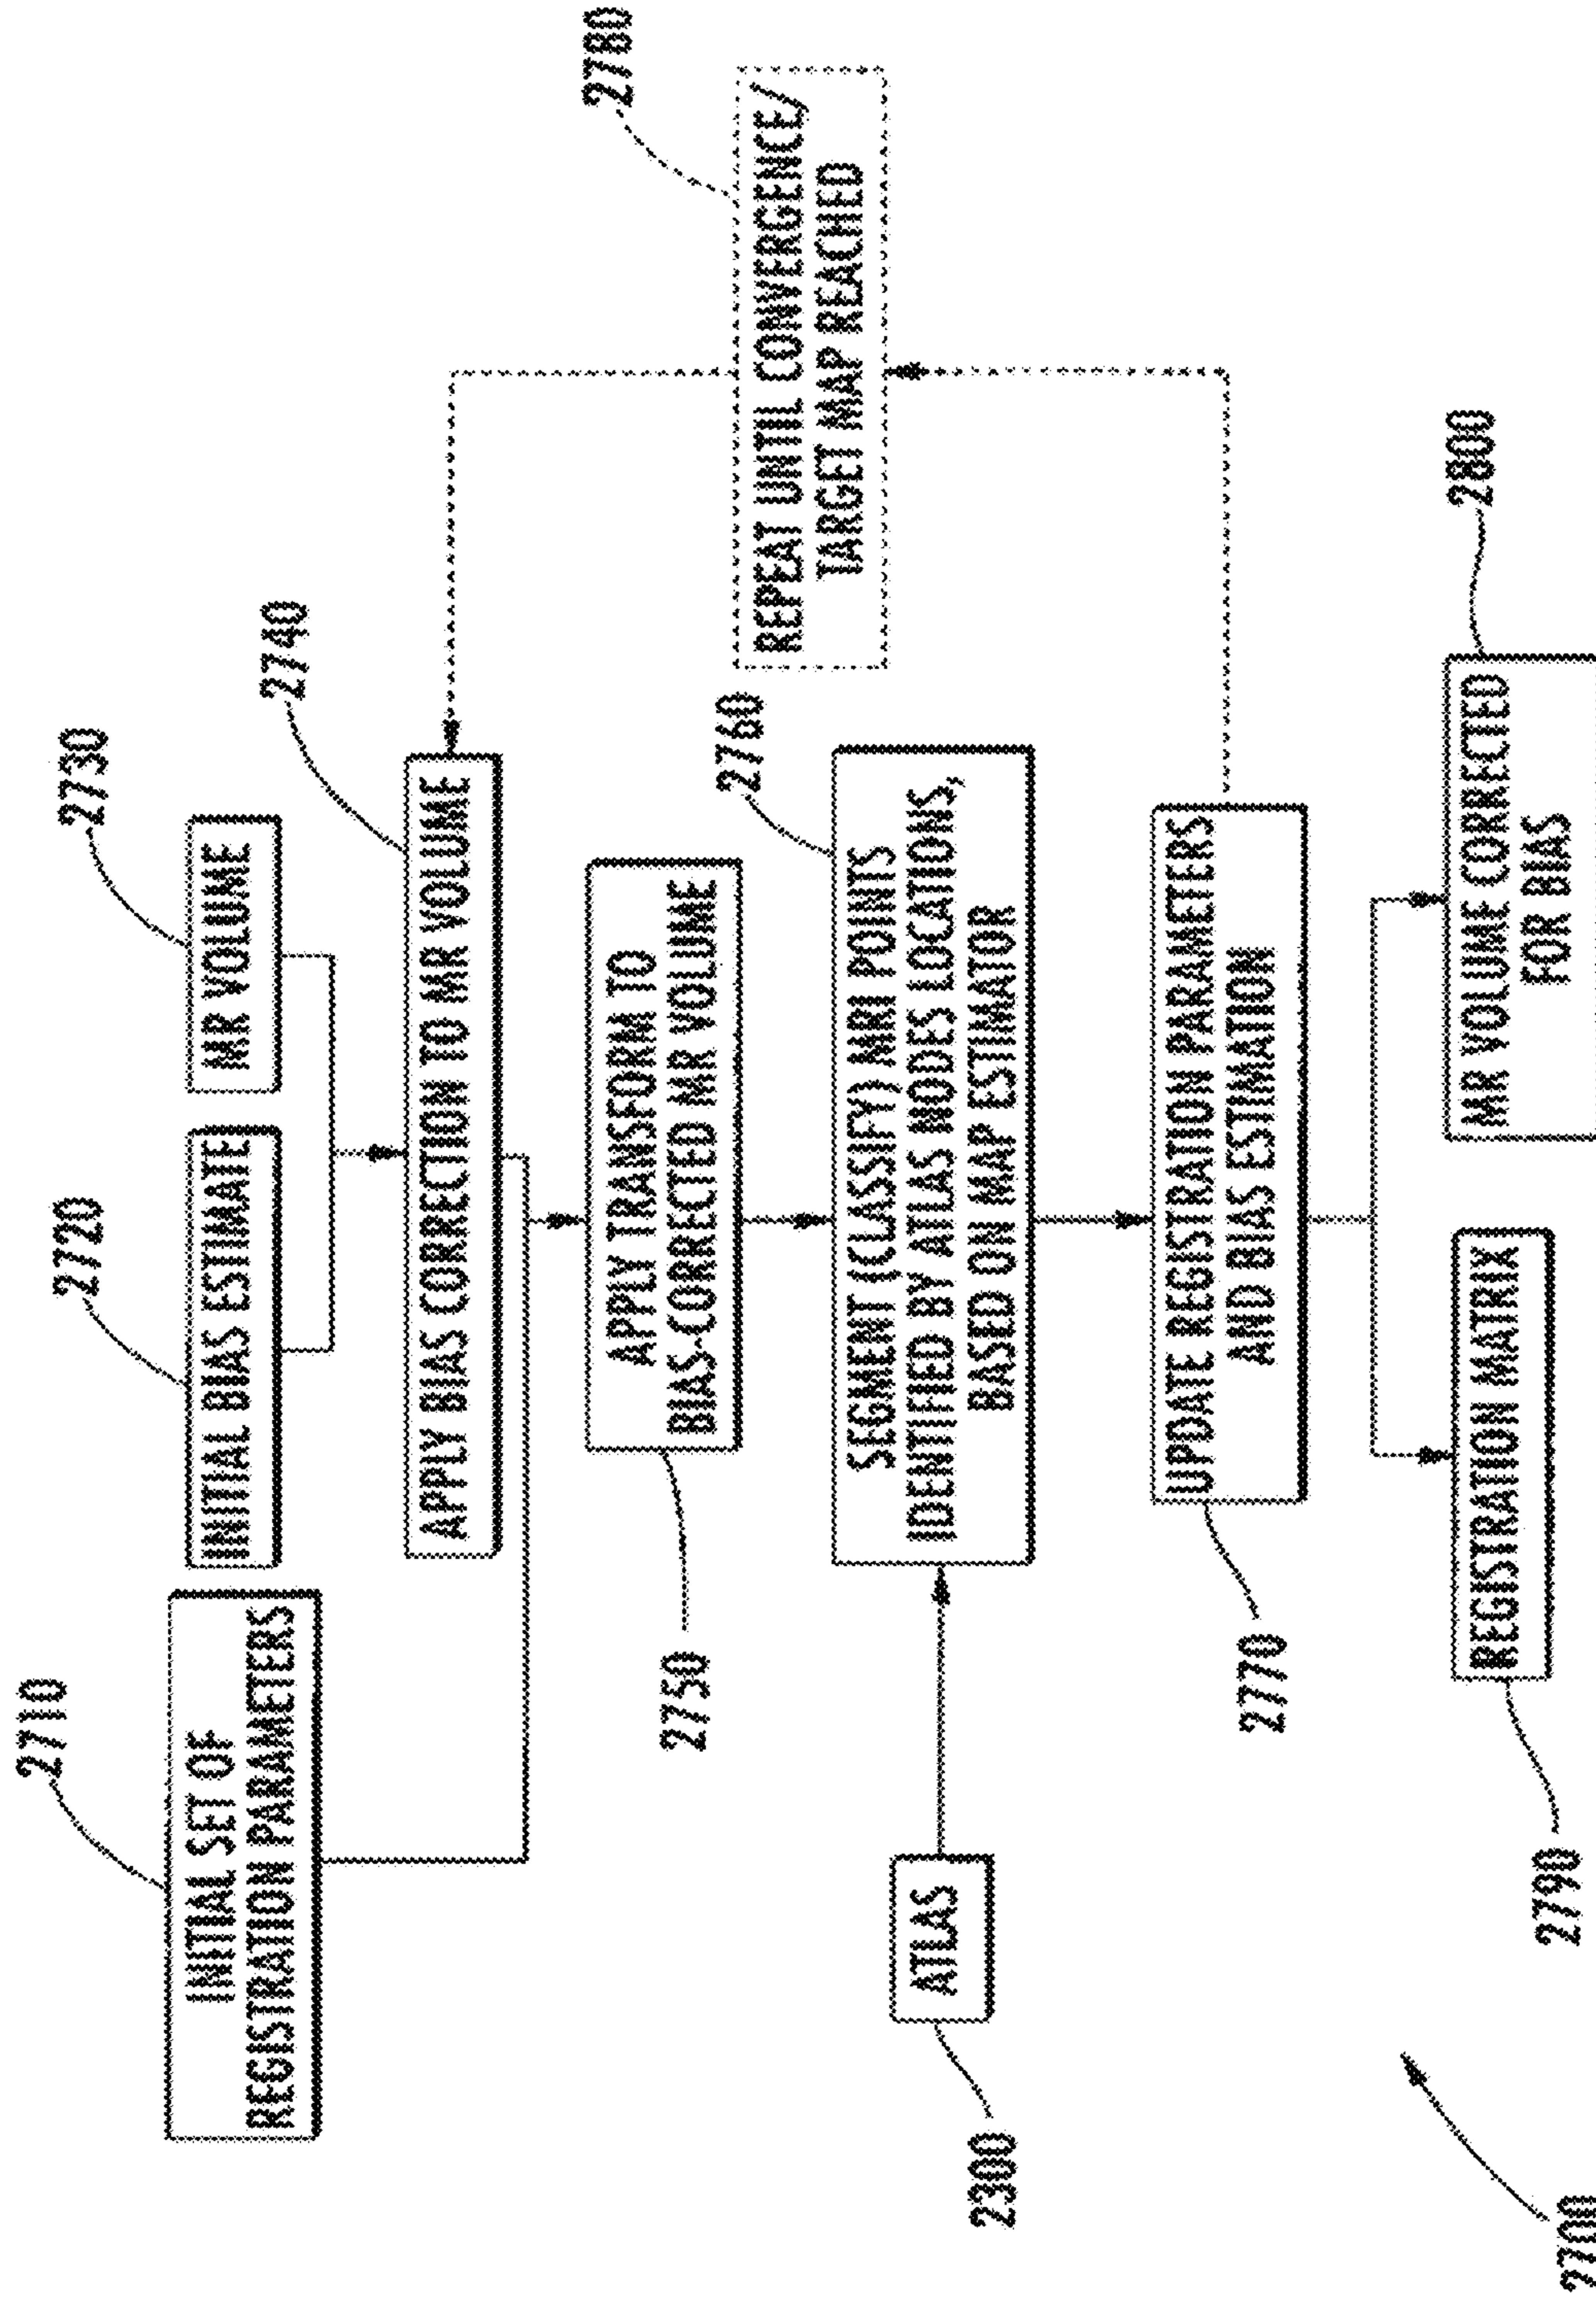 2710
INITIAL SET OF
REGISTRATION PARAMETERS
2720
INITIAL BIAS ESTIMATE
2730
MR VOLUME
2740
APPLY BIAS CORRECTION TO MR VOLUME
2750
APPLY TRANSFORM TO
BIAS-CORRECTED MR VOLUME
2760
SEGMENT (CLASSIFY) MRI POINTS
IDENTIFIED BY ATLAS NODES LOCATIONS,
BASED ON MAP ESTIMATOR
2780
REPEAT UNTIL CONVERGENCE/
TARGET MAP REACHED
ATLAS
2300
2770
UPDATE REGISTRATION PARAMETERS
AND BIAS ESTIMATION
2790
REGISTRATION MATRIX
2800
MR VOLUME CORRECTED
FOR BIAS
2700